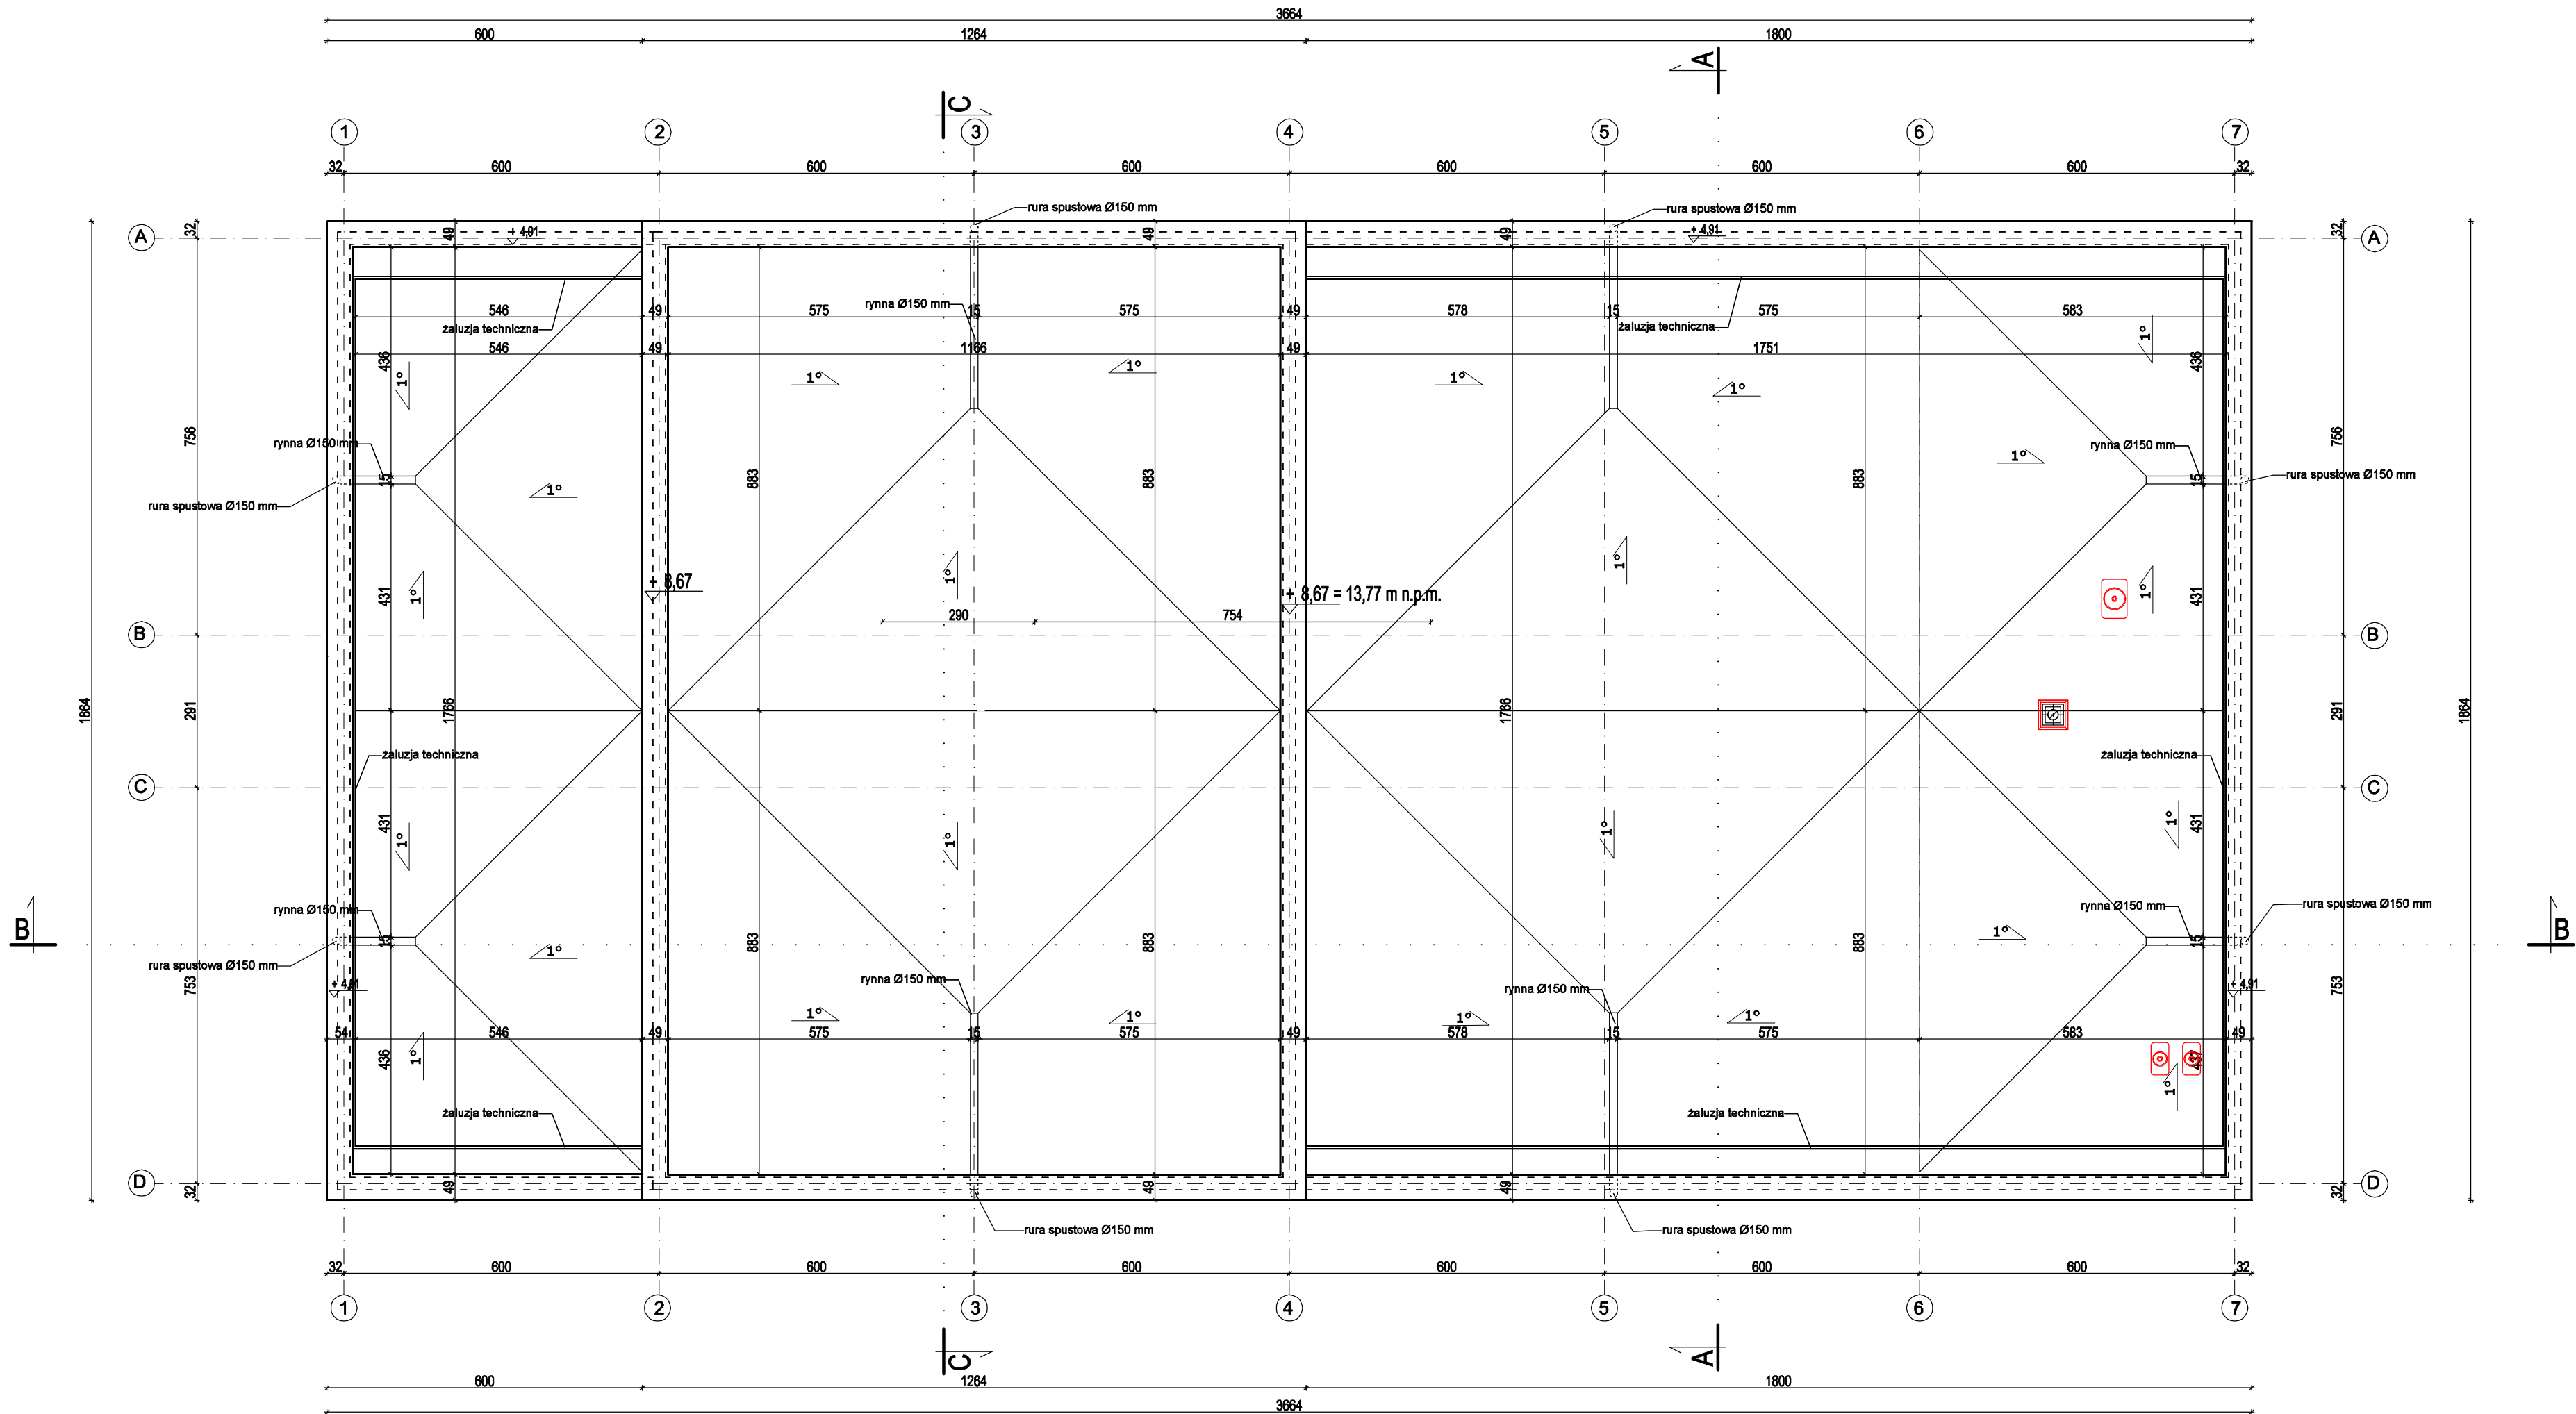 3664
600 1264 1800
A
C
1 2 3 4 5 6 7
32 600 600 600 600 600 600 32
rura spustowa Ø150 mm
rura spustowa Ø150 mm
A 32 49 + 4,91 49 49 + 4,91 32 A
546 49 575 rynna Ø150 mm 15 575 49 578 15 575 583
żaluzja techniczna
żaluzja techniczna
1°
546 49 1166 49 1751
436 436
1° 1° 1° 1° 1°
756 756
rynna Ø150 mm rynna Ø150 mm
1°
15 883 883 883 15
rura spustowa Ø150 mm
rura spustowa Ø150 mm
1°
1° 1° 1° 1°
+ 8,67
+ 8,67 = 13,77 m n.p.m.
431 431
290 754
B B
1864 291 1766 1766 291 1864
żaluzja techniczna żaluzja techniczna
C C
431 431
1° 1° 1° 1°
rynna Ø150 mm rynna Ø150 mm
rura spustowa Ø150 mm
B B
15 883 883 883 15
1° 1°
rura spustowa Ø150 mm
rynna Ø150 mm rynna Ø150 mm
753 + 4,91 + 4,91 753
1° 1° 1° 1°
54 546 49 575 15 575 49 578 15 575 583 49
436 437
1° 1°
żaluzja techniczna żaluzja techniczna
D 32 49 49 49 32 D
rura spustowa Ø150 mm rura spustowa Ø150 mm
32 600 600 600 600 600 600 32
1 2 3 4 5 6 7
C A
600 1264 1800
3664